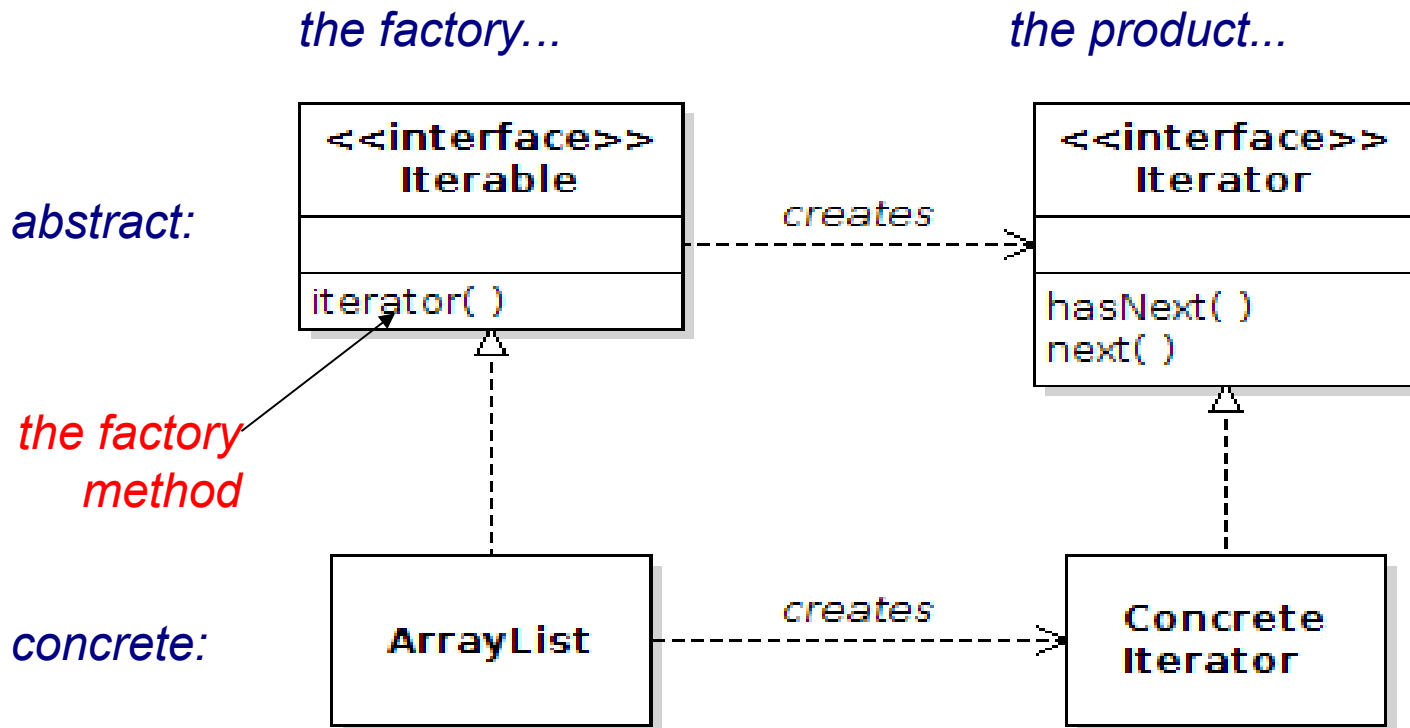 the factory...
the product...
<<interface>>
Iterable
<<interface>>
Iterator
abstract:
creates
iterator( )
hasNext( )
next( )
the factory
method
concrete:
ArrayList
creates
Concrete
Iterator